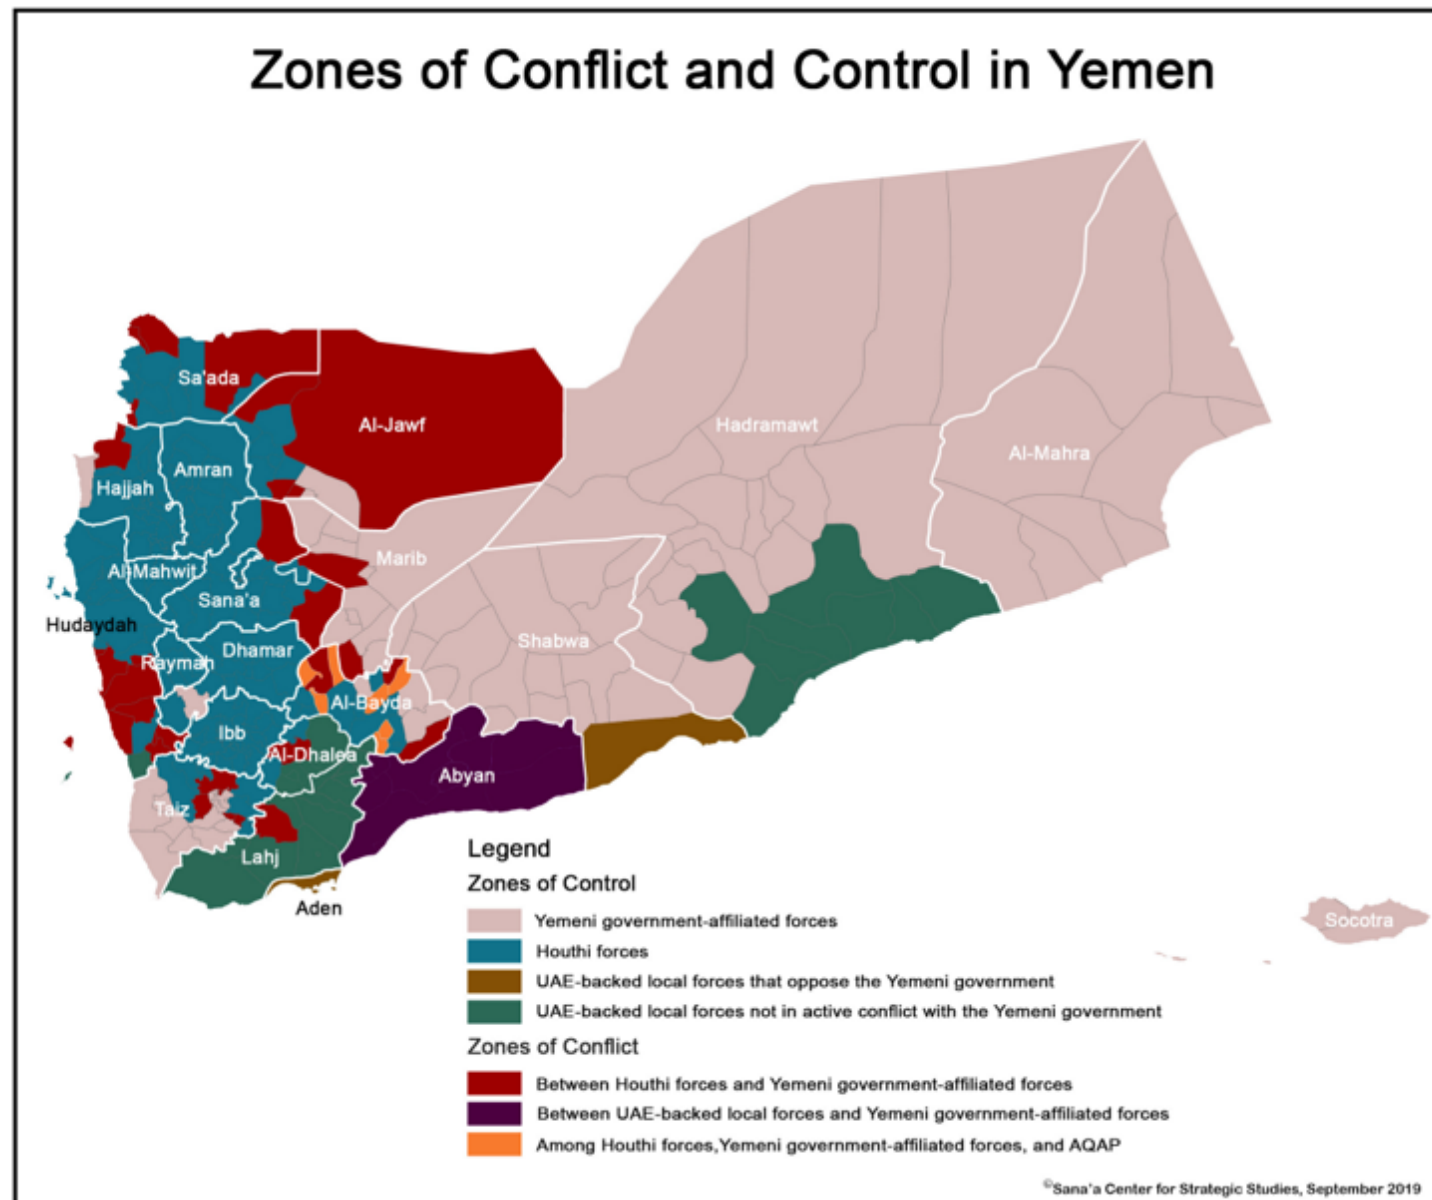 Zones of Conflict and Control in Yemen
Sa'ada
Al-Jawf
Hadramawt
Al-Mahra
Amran
Hajjah
Marib
Al-Mahwit
Sana'a
Hudaydah
Shabwa
Dhamar
Raymah
Al-Bayda
Ibb
Al-Dhalea
Abyan
Taiz
Lahj
Aden
Socotra
Legend
Zones of Control
Yemeni government-affiliated forces
Houthi forces
UAE-backed local forces that oppose the Yemeni government
UAE-backed local forces not in active conflict with the Yemeni government
Zones of Conflict
Between Houthi forces and Yemeni government-affiliated forces
Between UAE-backed local forces and Yemeni government-affiliated forces
Among Houthi forces,Yemeni government-affiliated forces, and AQAP
©Sana'a Center for Strategic Studies, September 2019